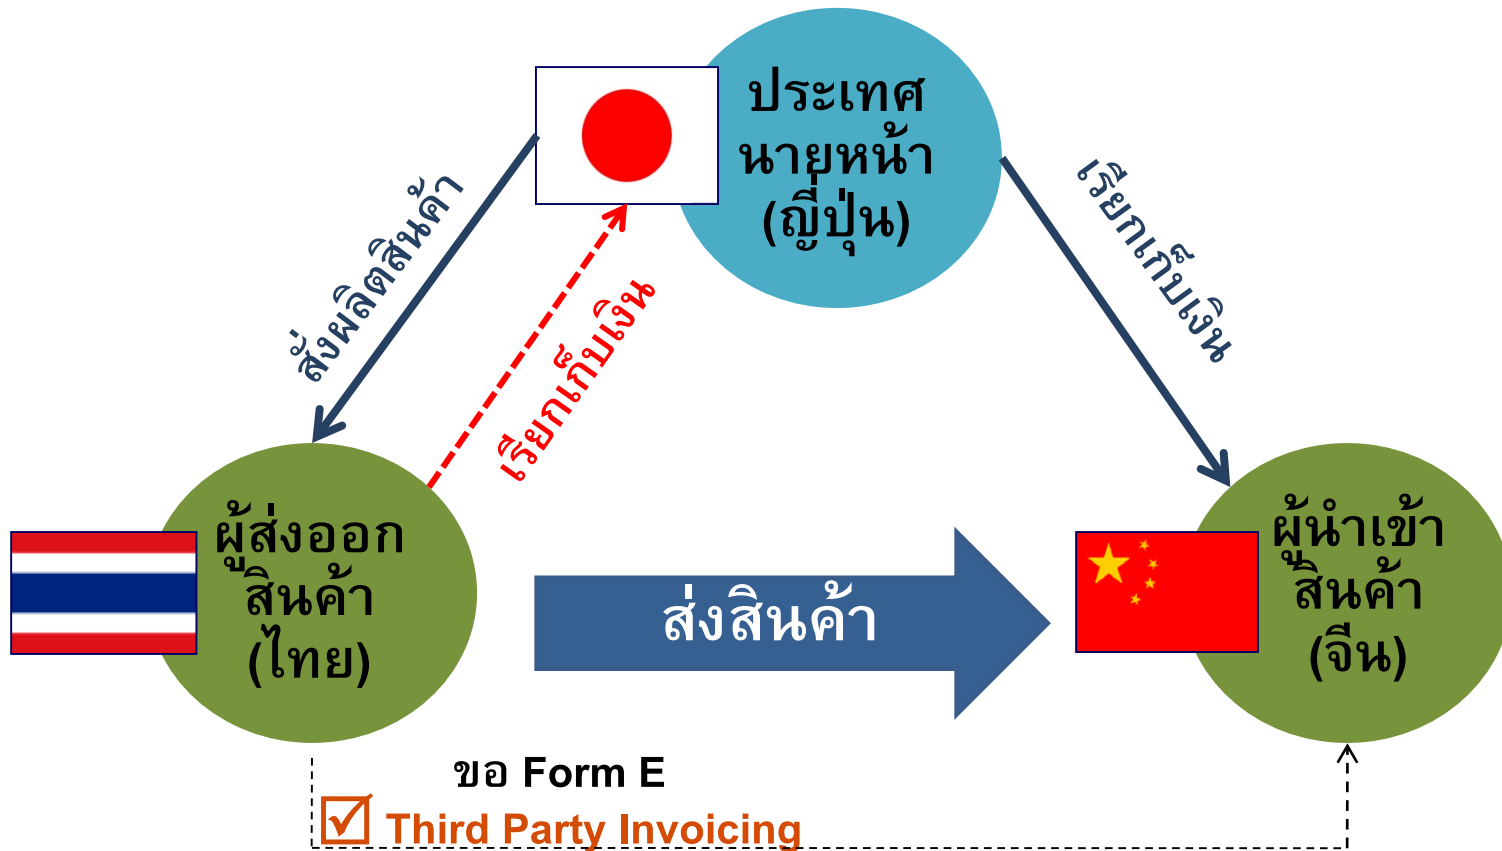 ประเทศ
นายหน้า
(ญี่ปุ่น)
สั่งผลิตสินค้า
เรียกเก็บเงิน
เรียกเก็บเงิน
ผู้ส่งออก
สินค้า
(ไทย)
ส่งสินค้า
ผู้นำเข้า
สินค้า
(จีน)
ขอ Form E
Third Party Invoicing